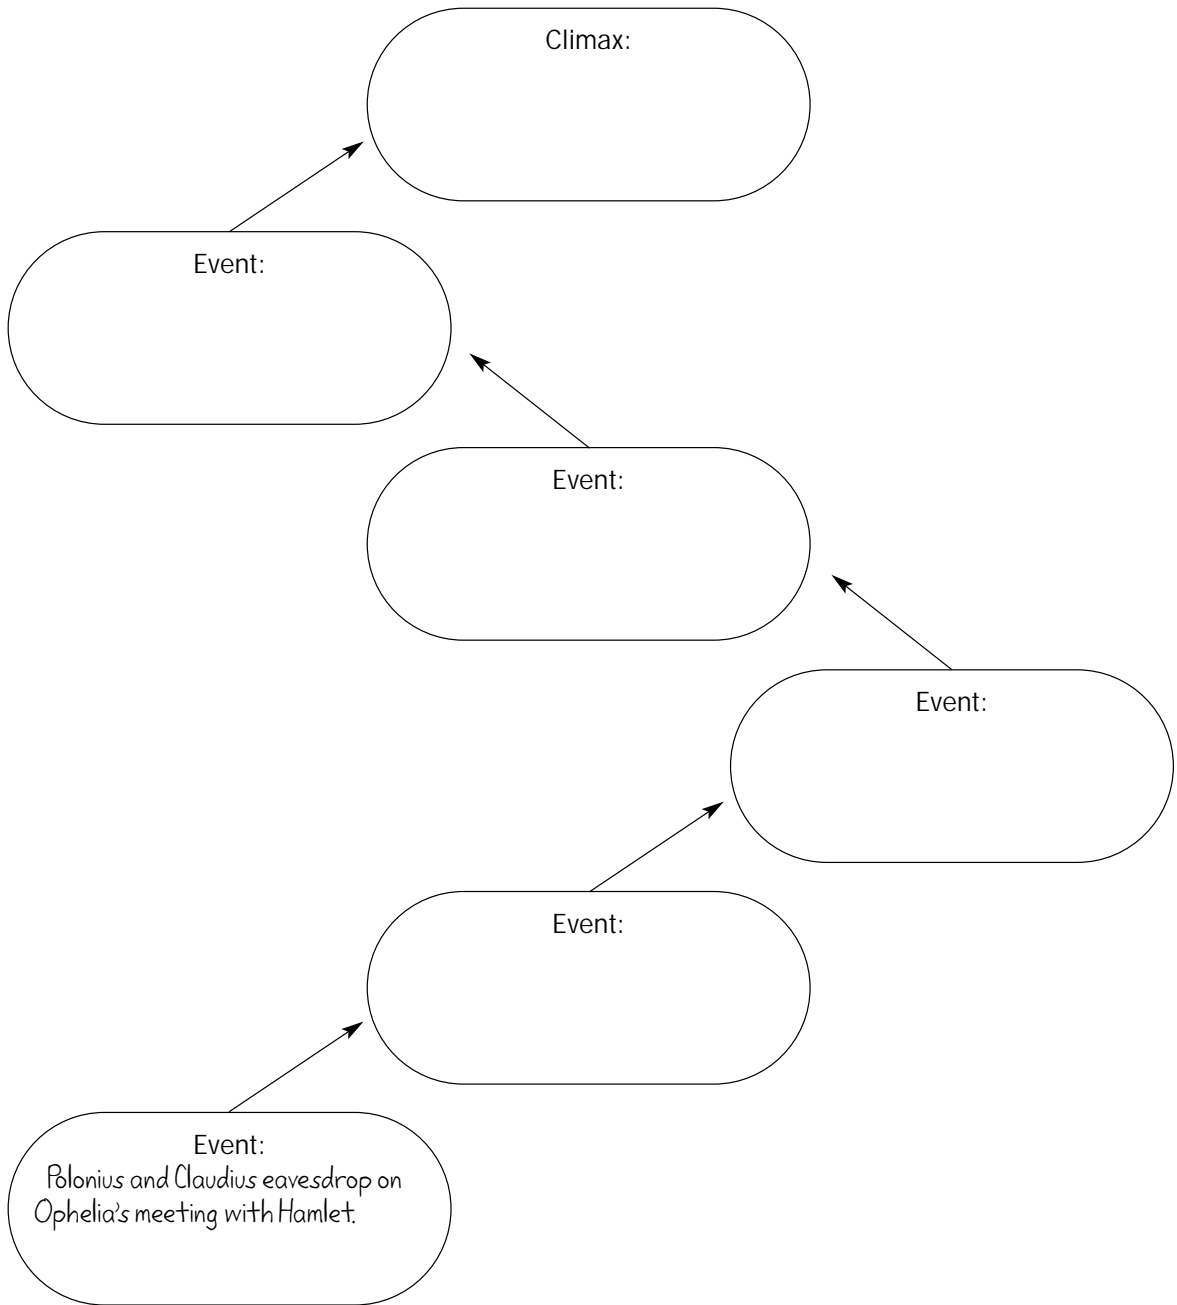 Climax:
Event:
Event:
Event:
Event:
Event:
Polonius and Claudius eavesdrop on
Ophelia's meeting with Hamlet.